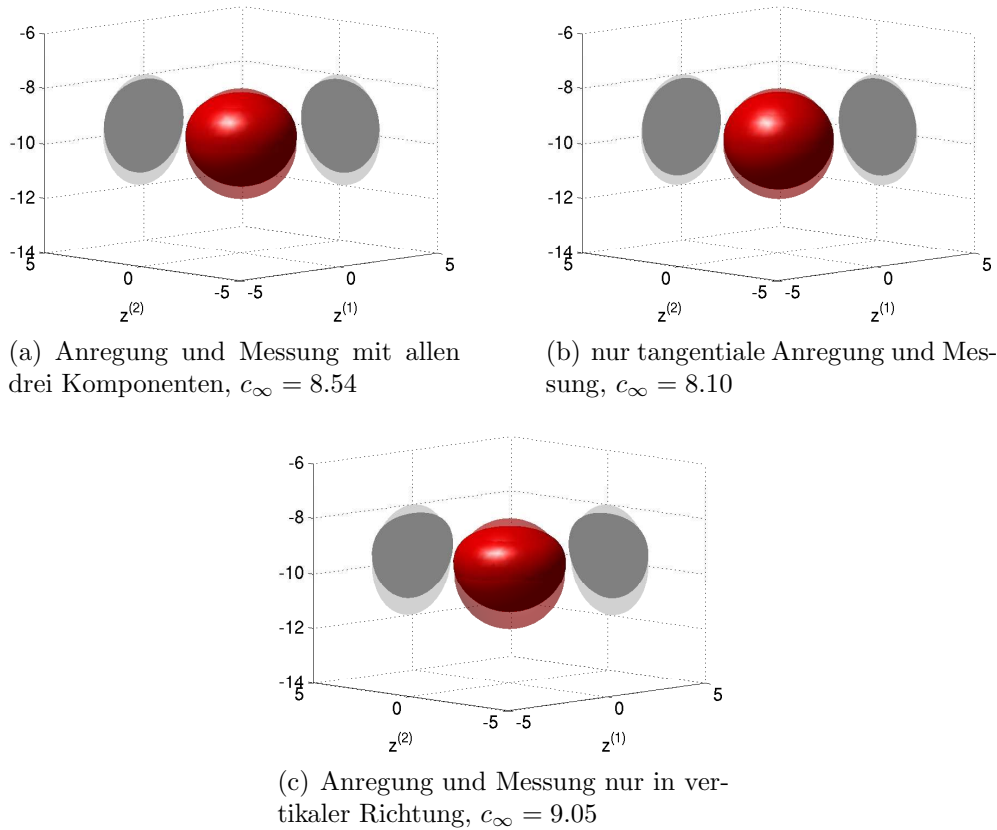 -6
-8
-10
-12
-14
5
0
-5
-5
0
5
z(2)
z(1)
(a) Anregung und Messung mit allen
drei Komponenten, c∞ = 8.54
-6
-8
-10
-12
-14
5
0
-5
-5
0
5
z(2)
z(1)
(b) nur tangentiale Anregung und Mes-
sung, c∞ = 8.10
-6
-8
-10
-12
-14
5
0
-5
-5
0
5
z(2)
z(1)
(c) Anregung und Messung nur in ver-
tikaler Richtung, c∞ = 9.05